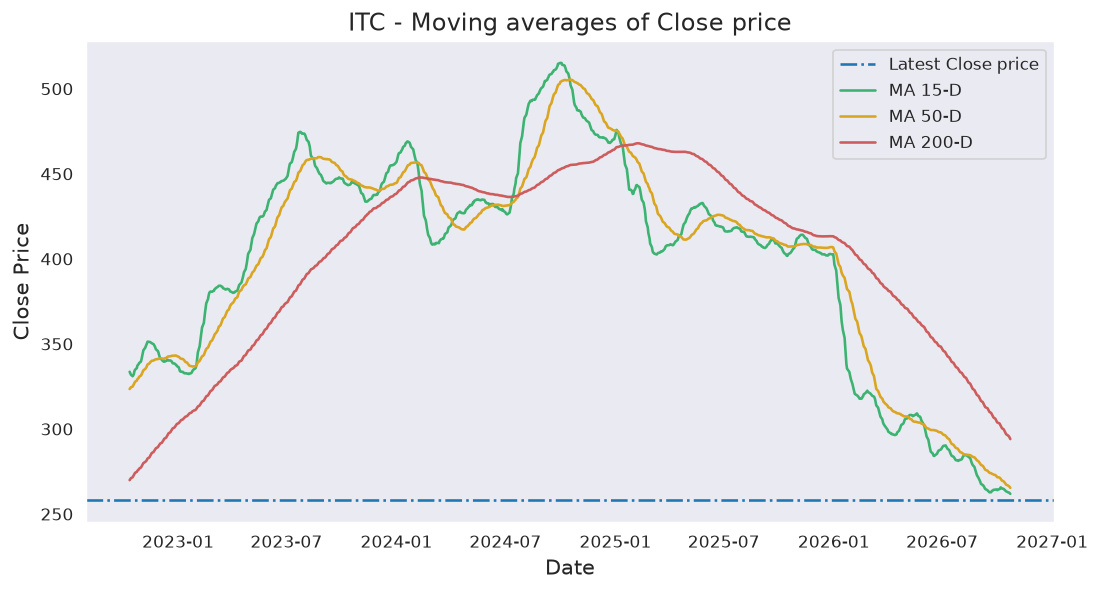 ITC - Moving averages of Close price
Latest Close price
MA 15-D
MA 50-D
MA 200-D
Close Price
500
450
400
350
300
250
2023-01 2023-07 2024-01 2024-07 2025-01 2025-07 2026-01 2026-07 2027-01
Date